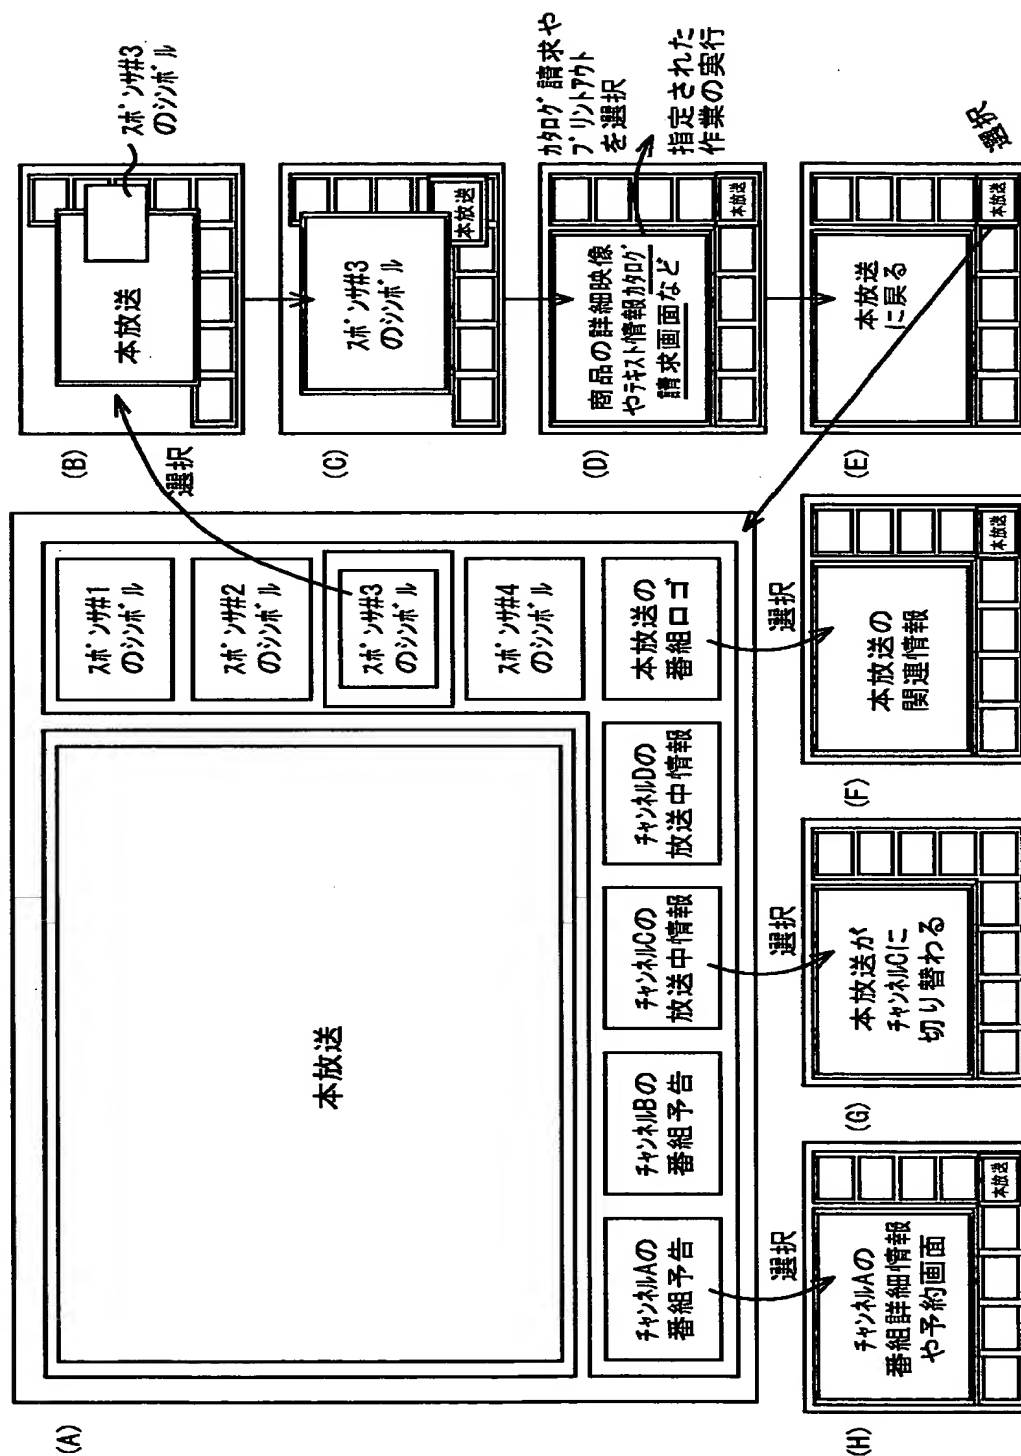 (A)
本放送
スポンサ#1
のシンボル
スポンサ#2
のシンボル
スポンサ#3
のシンボル
スポンサ#4
のシンボル
チャンネルAの
番組予告
チャンネルBの
番組予告
チャンネルCの
放送中情報
チャンネルDの
放送中情報
本放送の
番組ロゴ
選択
(B)
本放送
スポンサ#3
のシンボル
(C)
スポンサ#3
のシンボル
本放送
(D)
商品の詳細映像
やテキスト情報カタログ
請求画面など
本放送
カタログ請求や
プリントアウト
を選択
指定された
作業の実行
(E)
本放送
に戻る
本放送
選択
選択
(F)
本放送の
関連情報
本放送
選択
(G)
本放送が
チャンネルCに
切り替わる
選択
(H)
チャンネルAの
番組詳細情報
や予約画面
本放送